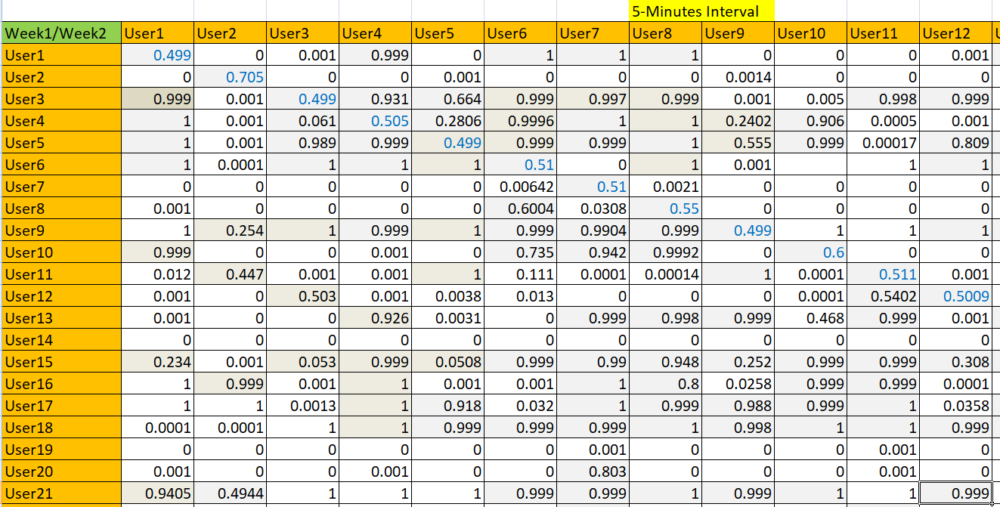 5-Minutes Interval
Week1/Week2 User1 User2 User3 User4 User5 User6 User7 User8 User9 User10 User11 User12
User1 0.499 0 0.001 0.999 0 1 1 1 0 0 0 0.001
User2 0 0.705 0 0 0.001 0 0 0 0.0014 0 0 0
User3 0.999 0.001 0.499 0.931 0.664 0.999 0.997 0.999 0.001 0.005 0.998 0.999
User4 1 0.001 0.061 0.505 0.2806 0.9996 1 1 0.2402 0.906 0.0005 0.001
User5 1 0.001 0.989 0.999 0.499 0.999 0.999 1 0.555 0.999 0.00017 0.809
User6 1 0.0001 1 1 1 0.51 0 1 0.001 1 1
User7 0 0 0 0 0 0.00642 0.51 0.0021 0 0 0 0
User8 0.001 0 0 0 0 0.6004 0.0308 0.55 0 0 0 0
User9 1 0.254 1 0.999 1 0.999 0.9904 0.999 0.499 1 1 1
User10 0.999 0 0 0.001 0 0.735 0.942 0.9992 0 0.6 0 0
User11 0.012 0.447 0.001 0.001 1 0.111 0.0001 0.00014 1 0.0001 0.511 0.001
User12 0.001 0 0.503 0.001 0.0038 0.013 0 0 0 0.0001 0.5402 0.5009
User13 0.001 0 0 0.926 0.0031 0 0.999 0.998 0.999 0.468 0.999 0.001
User14 0 0 0 0 0 0 0 0 0 0 0 0
User15 0.234 0.001 0.053 0.999 0.0508 0.999 0.99 0.948 0.252 0.999 0.999 0.308
User16 1 0.999 0.001 1 0.001 0.001 1 0.8 0.0258 0.999 0.999 0.0001
User17 1 1 0.0013 1 0.918 0.032 1 0.999 0.988 0.999 1 0.0358
User18 0.0001 0.0001 1 1 0.999 0.999 0.999 1 0.998 1 1 0.999
User19 0 0 0 0 0 0 0.001 0 0 0 0.001 0
User20 0.001 0 0 0.001 0 0 0.803 0 0 0 0.001 0
User21 0.9405 0.4944 1 1 1 0.999 0.999 1 0.999 1 1 0.999